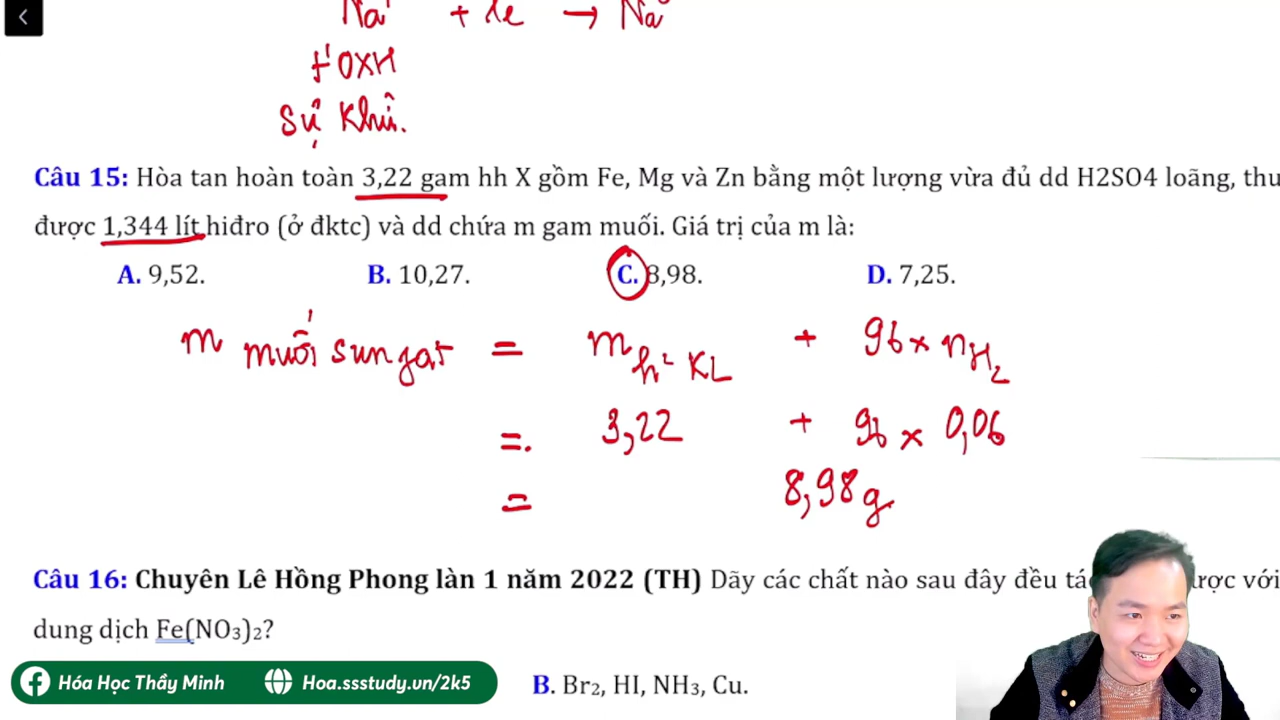 Na⁺ + 1e → Na⁰
+ OXH
Sự khử.
Câu 15: Hòa tan hoàn toàn 3,22 gam hh X gồm Fe, Mg và Zn bằng một lượng vừa đủ dd H2SO4 loãng, thu
được 1,344 lít hiđro (ở đktc) và dd chứa m gam muối. Giá trị của m là:
A. 9,52. B. 10,27. C. 8,98. D. 7,25.
m muối sunfat = m h² KL + 96 x nH₂
=. 3,22 + 96 x 0,06
= 8,98g
Câu 16: Chuyên Lê Hồng Phong làn 1 năm 2022 (TH) Dãy các chất nào sau đây đều với
dung dịch Fe(NO₃)₂?
Hóa Học Thầy Minh Hoa.ssstudy.vn/2k5
B. Br₂, HI, NH₃, Cu.